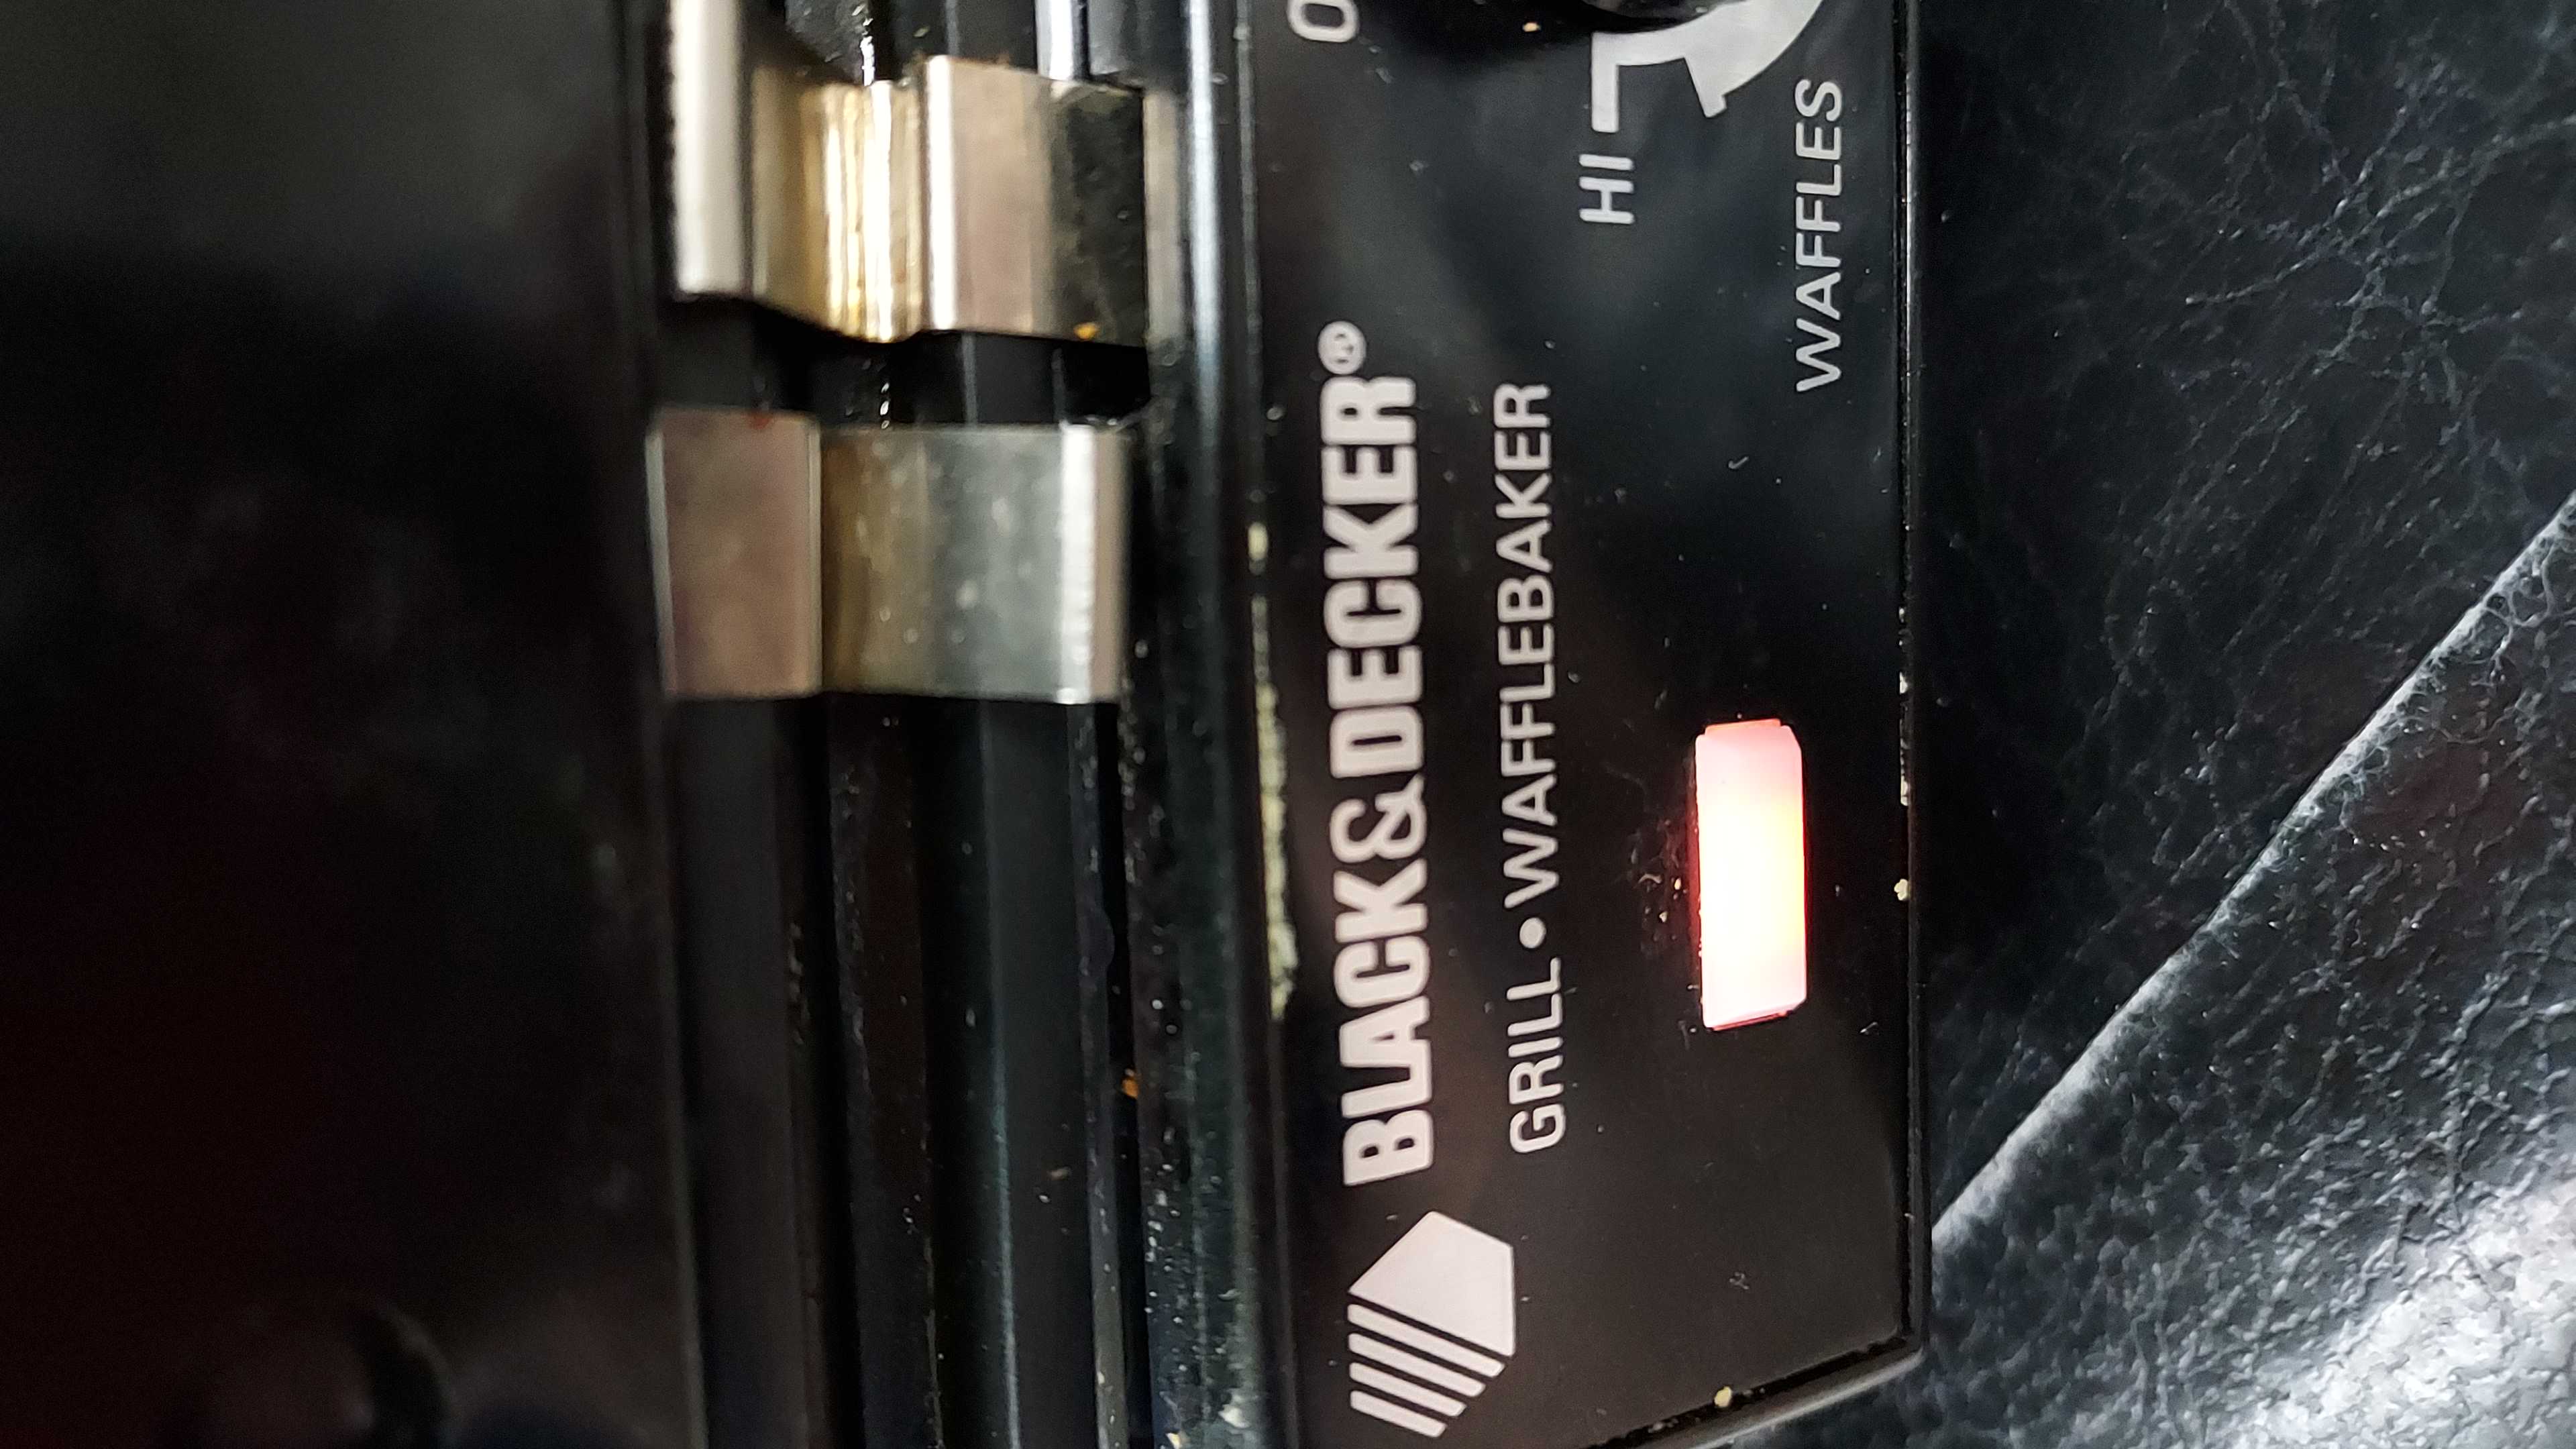 BLACK&DECKER®
GRILL • WAFFLEBAKER
HI
WAFFLES